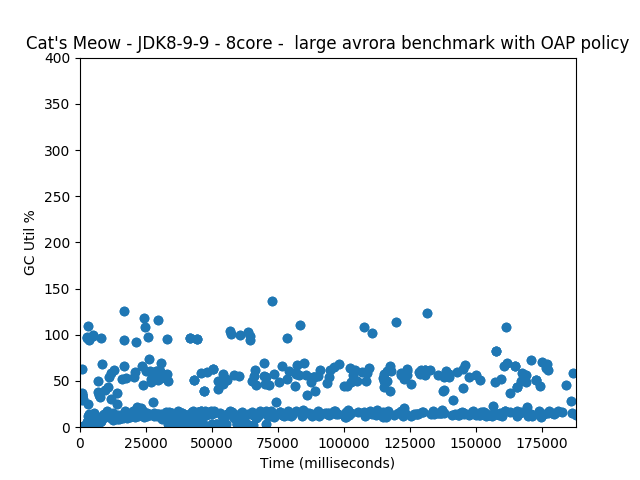 Cat's Meow - JDK8-9-9 - 8core -  large avrora benchmark with OAP policy
400
350
300
250
200
150
100
50
0
GC Util %
0 25000 50000 75000 100000 125000 150000 175000
Time (milliseconds)